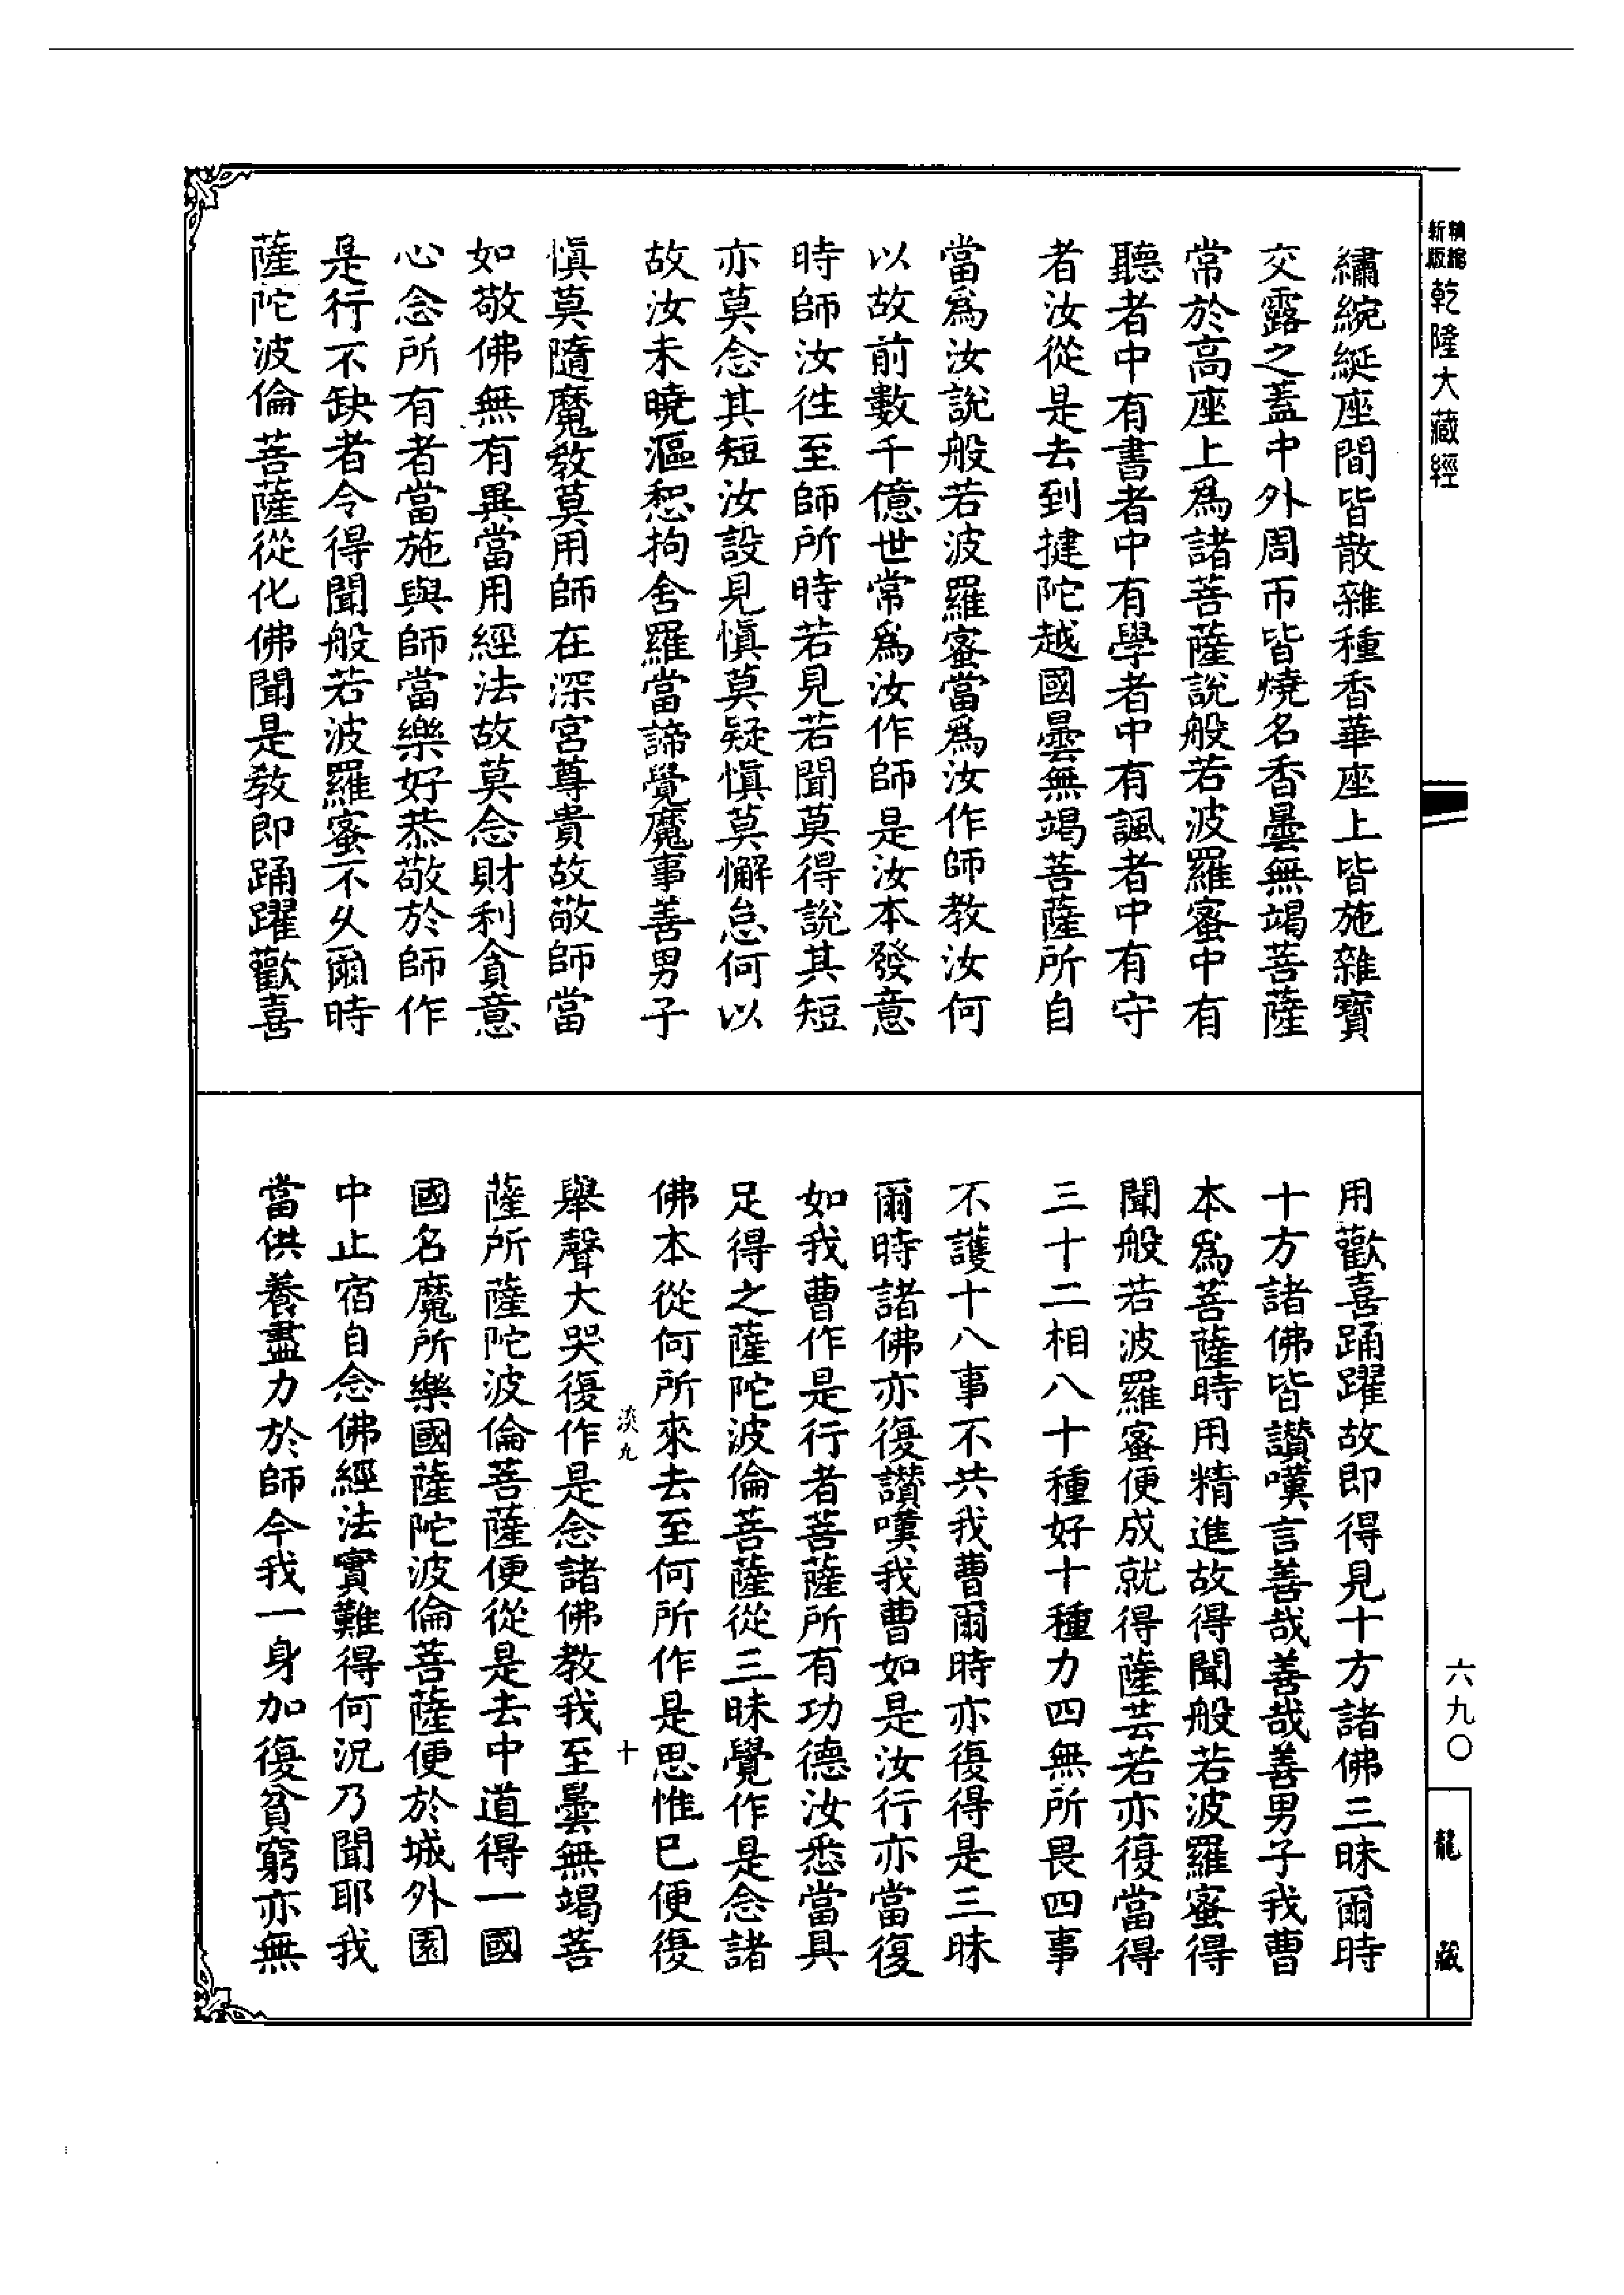 精縮新版乾隆大藏經
繡綩綖座間皆散雜種香華座上皆施雜寶
交露之蓋中外周帀皆燒名香曇無竭菩薩
常於高座上爲諸菩薩說般若波羅蜜中有
聽者中有書者中有學者中有諷者中有守
者汝從是去到揵陀越國曇無竭菩薩所自
當爲汝說般若波羅蜜當爲汝作師教汝何
以故前數千億世常爲汝作師是汝本發意
時師汝往至師所時若見若聞莫得說其短
亦莫念其短汝設見愼莫疑愼莫懈怠何以
故汝未曉漚惒拘舍羅當諦覺魔事善男子
愼莫隨魔敎莫用師在深宮尊貴故敬師當
如敬佛無有異當用經法故莫念財利貪意
心念所有者當施與師當樂好恭敬於師作
是行不缺者令得聞般若波羅蜜不久爾時
薩陀波倫菩薩從化佛聞是敎即踊躍歡喜
用歡喜踊躍故即得見十方諸佛三昧爾時
十方諸佛皆讃嘆言善哉善哉善男子我曹
本爲菩薩時用精進故得聞般若波羅蜜得
聞般若波羅蜜便成就得薩芸若亦復當得
三十二相八十種好十種力四無所畏四事
不護十八事不共我曹爾時亦復得是三昧
爾時諸佛亦復讃嘆我曹如是汝行亦當復
如我曹作是行者菩薩所有功德汝悉當具
足得之薩陀波倫菩薩從三昧覺作是念諸
佛本從何所來去至何所作是思惟已便復
淡九 十
舉聲大哭復作是念諸佛教我至曇無竭菩
薩所薩陀波倫菩薩便從是去中道得一國
國名魔所樂國薩陀波倫菩薩便於城外園
中止宿自念佛經法實難得何況乃聞耶我
當供養盡力於師今我一身加復貧窮亦無
六九〇
龍藏